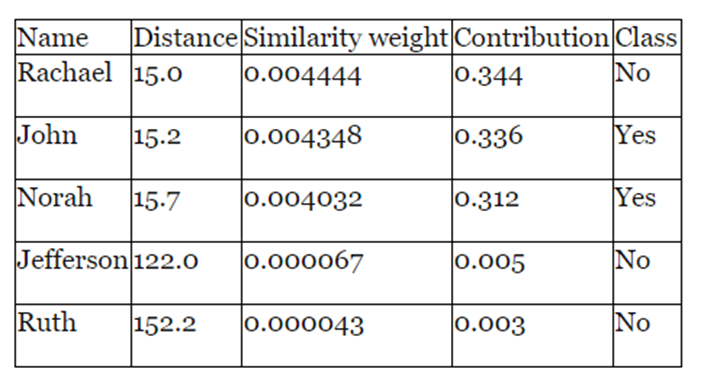 Name Distance Similarity weight Contribution Class
Rachael 15.0 0.004444 0.344 No
John 15.2 0.004348 0.336 Yes
Norah 15.7 0.004032 0.312 Yes
Jefferson 122.0 0.000067 0.005 No
Ruth 152.2 0.000043 0.003 No